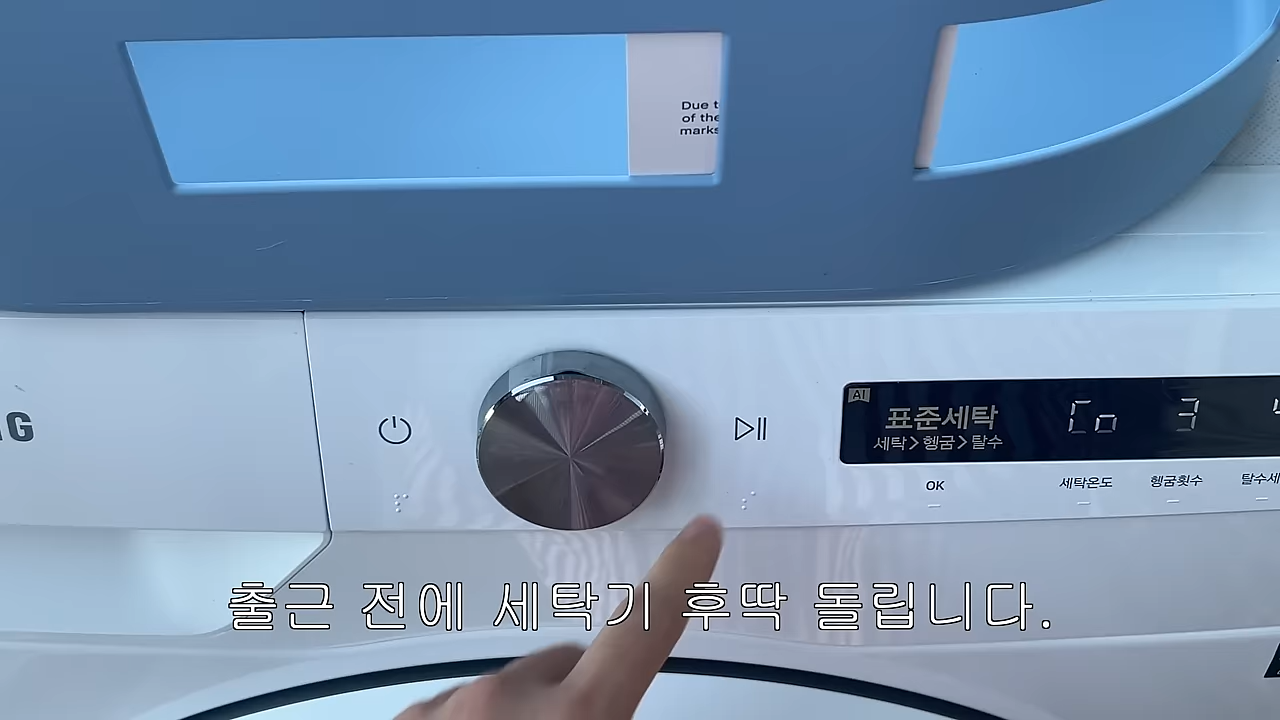 Due t
of the
marks
AI
표준세탁
세탁>헹굼>탈수
Co 3
OK
세탁온도
헹굼횟수
탈수세
출근 전에 세탁기 후딱 돌립니다.